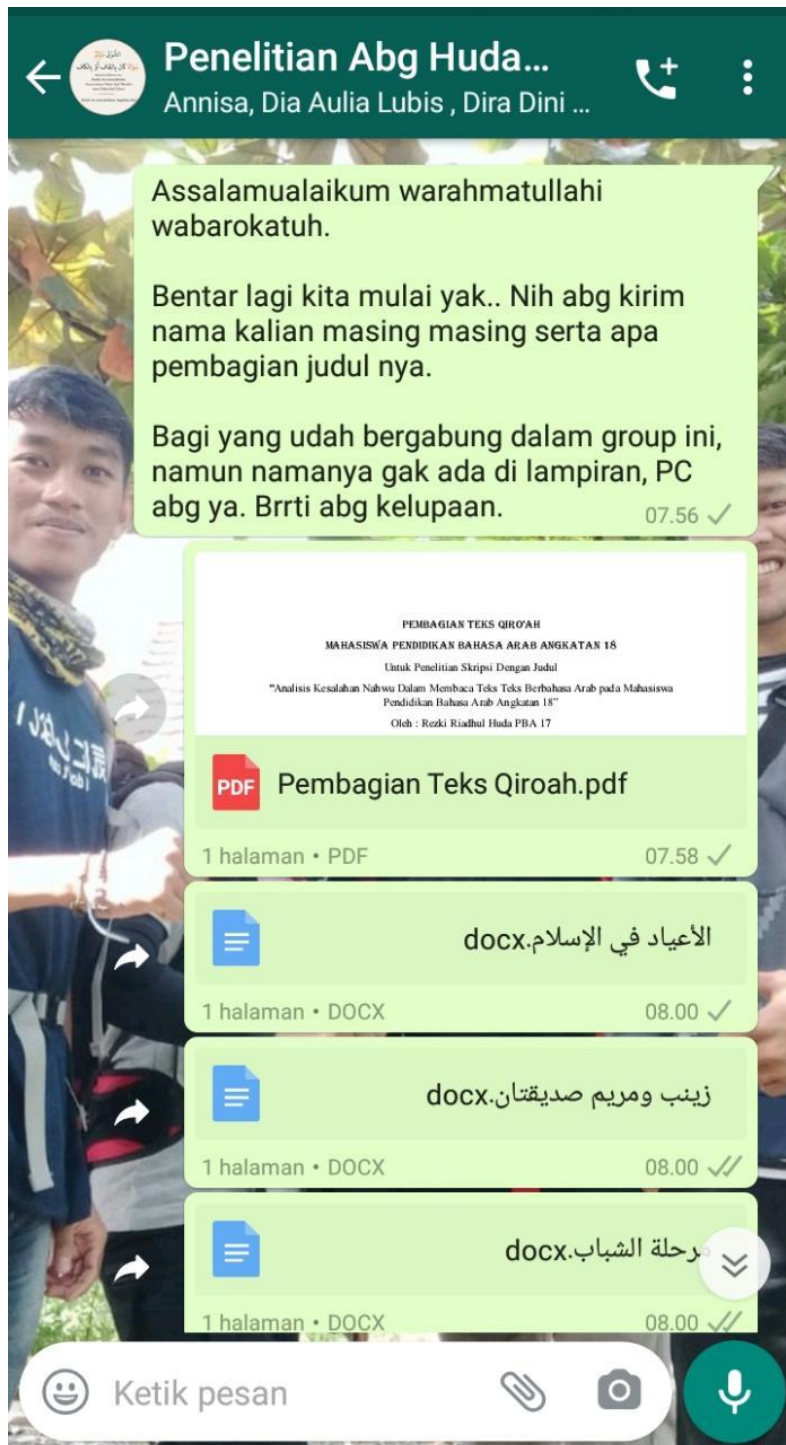 Penelitian Abg Huda...
Annisa, Dia Aulia Lubis , Dira Dini ...
Assalamualaikum warahmatullahi
wabarokatuh.
Bentar lagi kita mulai yak.. Nih abg kirim
nama kalian masing masing serta apa
pembagian judul nya.
Bagi yang udah bergabung dalam group ini,
namun namanya gak ada di lampiran, PC
abg ya. Brrti abg kelupaan.
07.56
PEMBAGIAN TEKS QIRO'AH
MAHASISWA PENDIDIKAN BAHASA ARAB ANGKATAN 18
Untuk Penelitian Skripsi Dengan Judul
"Analisis Kesalahan Nahwu Dalam Membaca Teks Teks Berbahasa Arab pada Mahasiswa
Pendidikan Bahasa Arab Angkatan 18"
Oleh : Rezki Riadhul Huda PBA 17
PDF Pembagian Teks Qiroah.pdf
1 halaman • PDF 07.58
الأعياد في الإسلام.docx
1 halaman • DOCX 08.00
زينب ومريم صديقتان.docx
1 halaman • DOCX 08.00
مرحلة الشباب.docx
1 halaman • DOCX 08.00
Ketik pesan